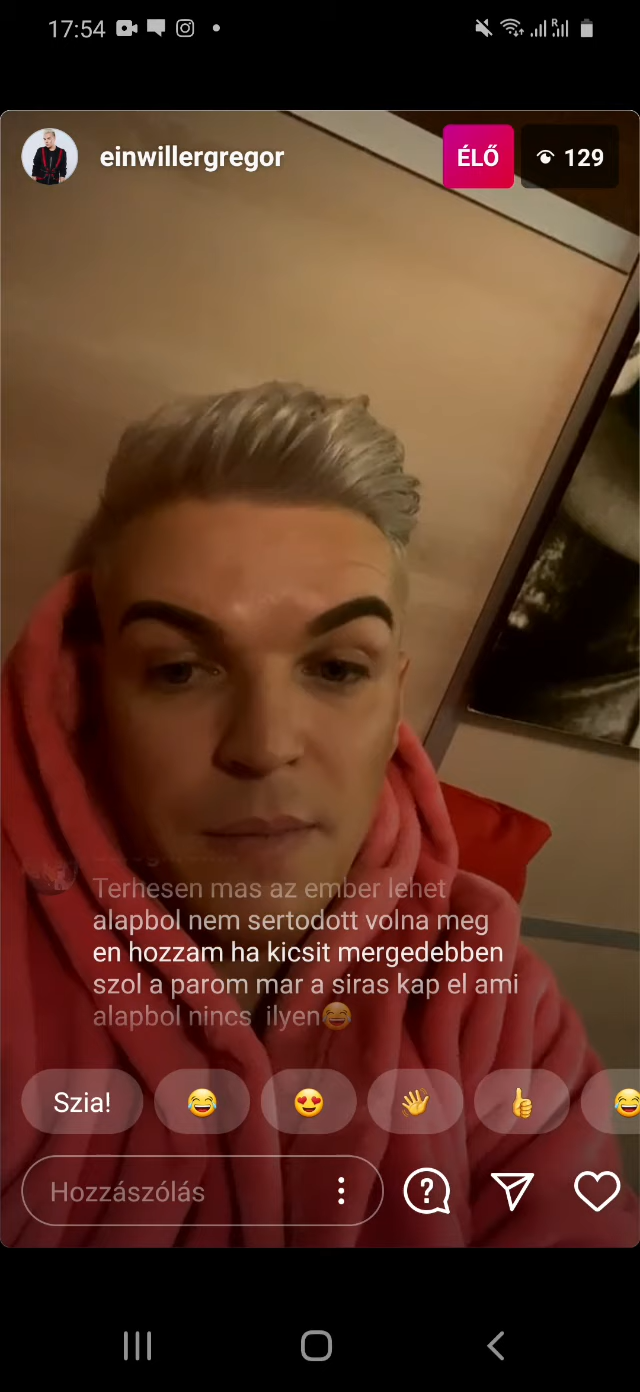 17:54
einwillergregor
ÉLŐ
129
Terhesen mas az ember lehet
alapbol nem sertodott volna meg
en hozzam ha kicsit mergedebben
szol a parom mar a siras kap el ami
alapbol nincs ilyen😂
Szia! 😂 😍 👋 👍 😂
Hozzászólás